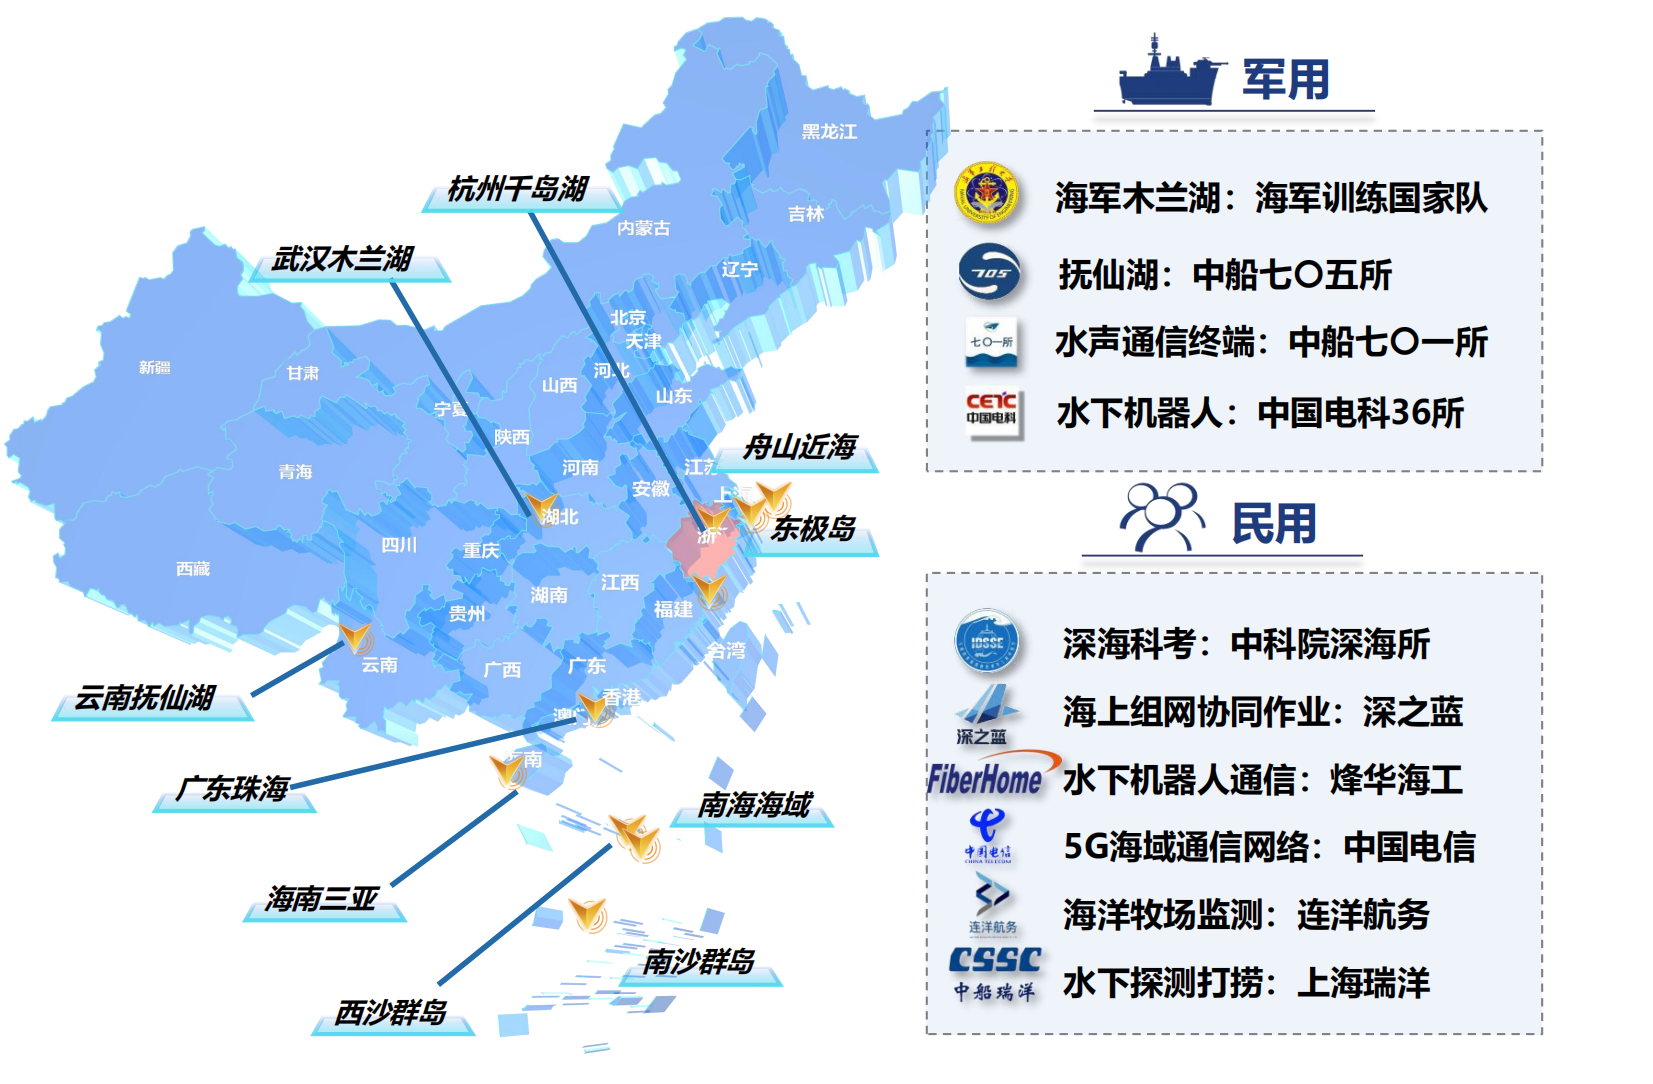 黑龙江
杭州千岛湖
吉林
内蒙古
武汉木兰湖
辽宁
北京
天津
新疆
甘肃
河北
山西
山东
宁夏
陕西
舟山近海
青海
河南
江苏
安徽
上海
湖北
东极岛
浙江
四川
重庆
西藏
江西
湖南
贵州
福建
台湾
云南
广西
广东
云南抚仙湖
香港
澳门
海南
广东珠海
南海海域
海南三亚
南沙群岛
西沙群岛
军用
海军木兰湖：海军训练国家队
705
抚仙湖：中船七〇五所
七〇一所
水声通信终端：中船七〇一所
CETC
中国电科
水下机器人：中国电科36所
民用
IDSSE
深海科考：中科院深海所
深之蓝
海上组网协同作业：深之蓝
FiberHome
水下机器人通信：烽华海工
中国电信
CHINA TELECOM
5G海域通信网络：中国电信
连洋航务
海洋牧场监测：连洋航务
CSSC
中船瑞洋
水下探测打捞：上海瑞洋